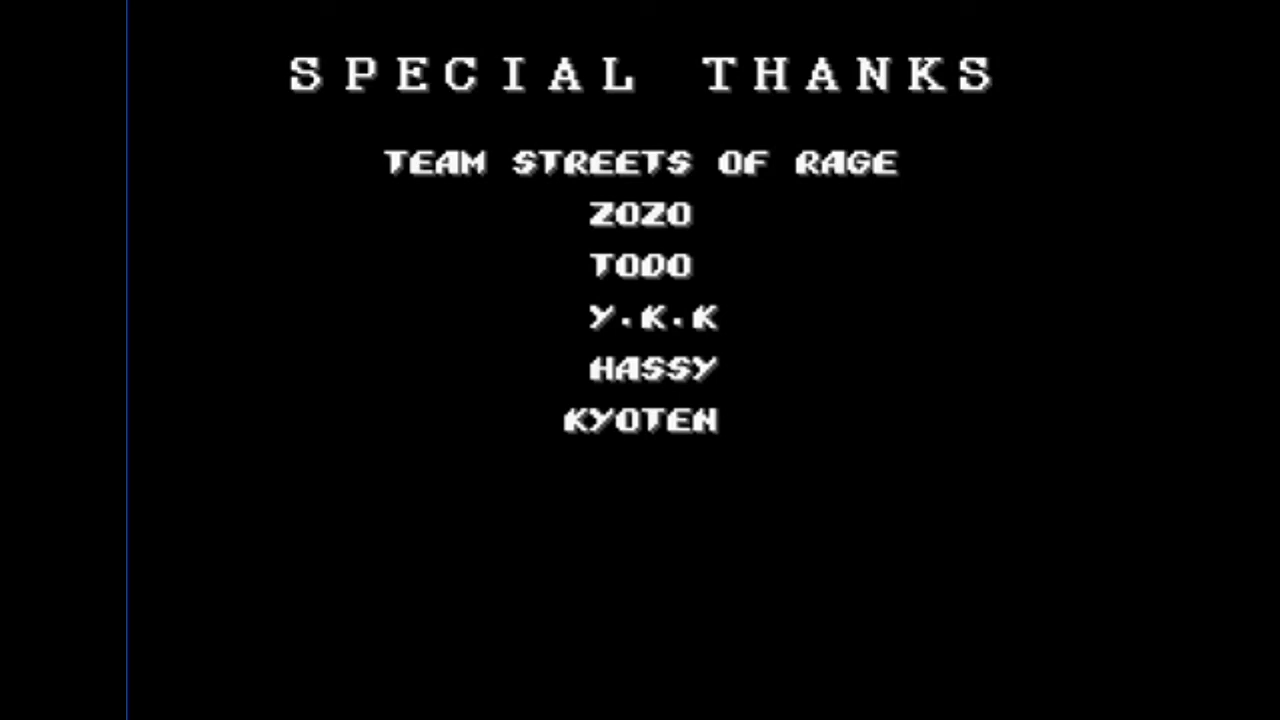 SPECIAL THANKS
TEAM STREETS OF RAGE
ZOZO
TODO
Y.K.K
HASSY
KYOTEN